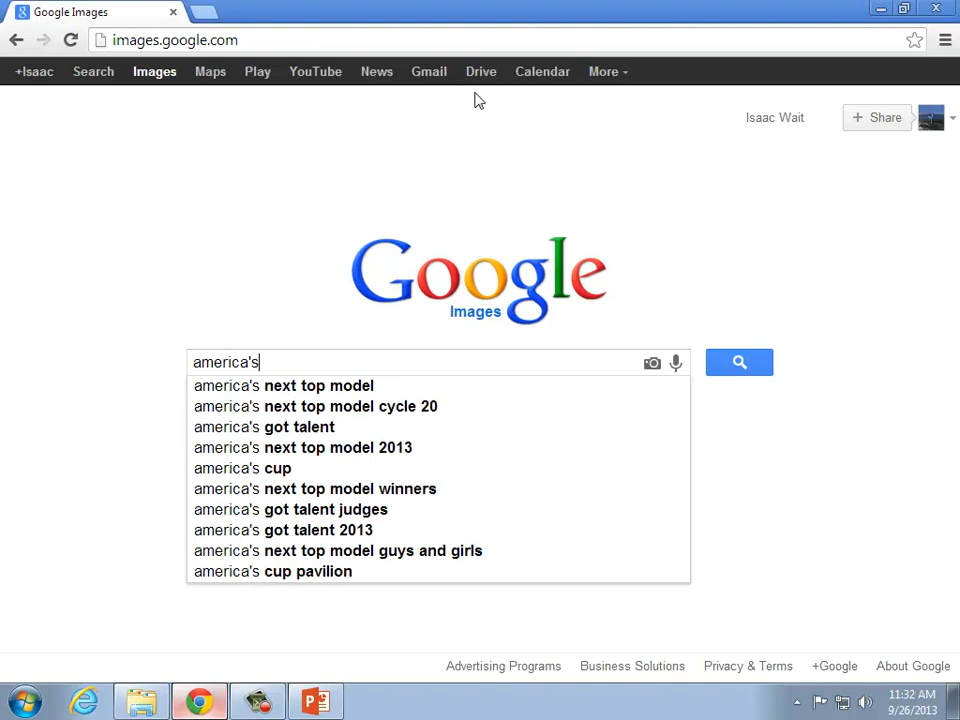 Google Images
images.google.com
+Isaac Search Images Maps Play YouTube News Gmail Drive Calendar More
Isaac Wait + Share
Google
Images
america's
america's next top model
america's next top model cycle 20
america's got talent
america's next top model 2013
america's cup
america's next top model winners
america's got talent judges
america's got talent 2013
america's next top model guys and girls
america's cup pavilion
Advertising Programs Business Solutions Privacy & Terms +Google About Google
11:32 AM
9/26/2013